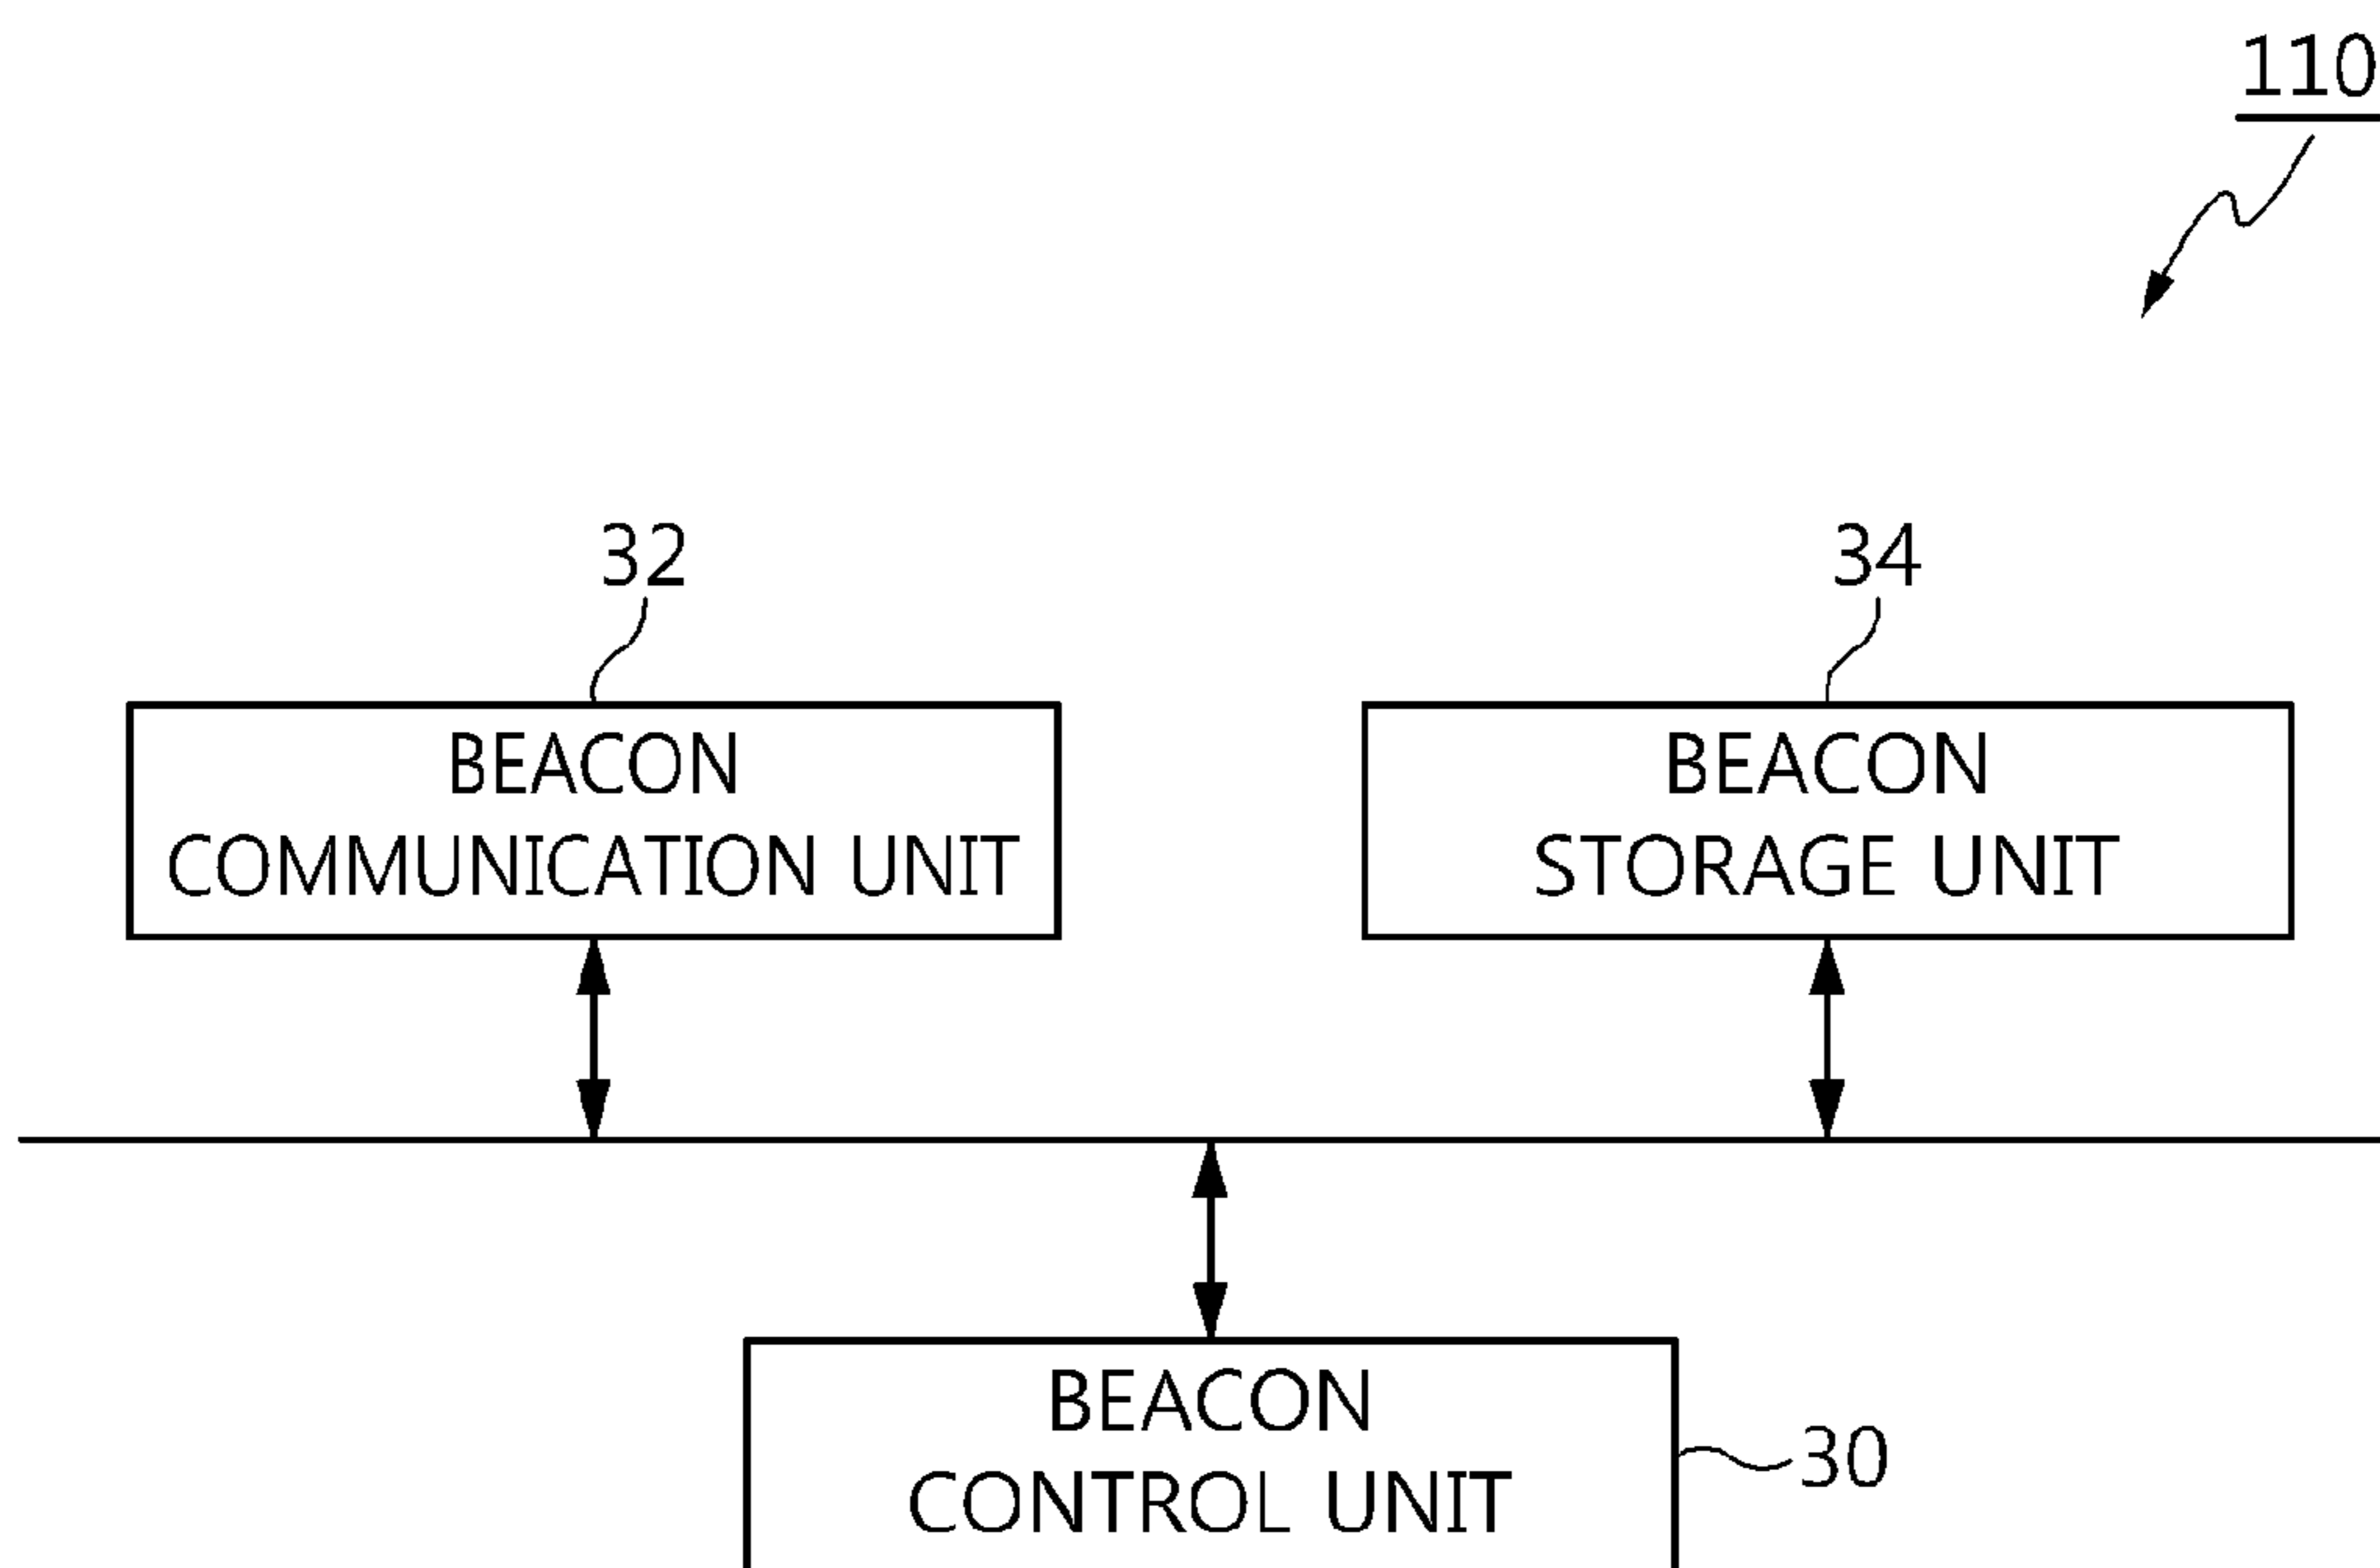 110
32
34
BEACON
COMMUNICATION UNIT
BEACON
STORAGE UNIT
BEACON
CONTROL UNIT
30